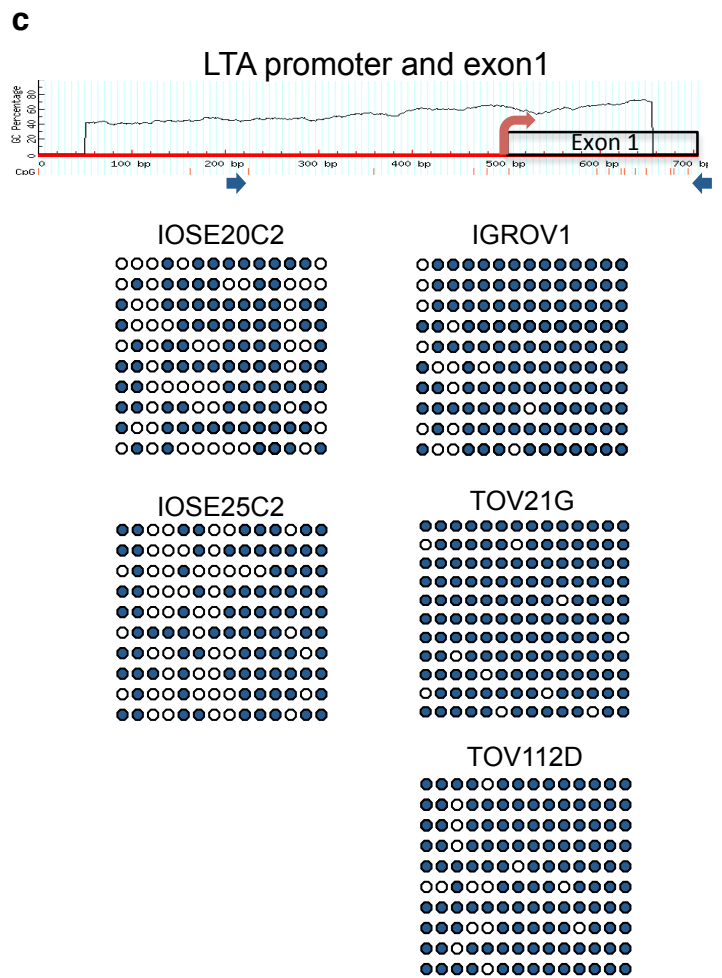 c
LTA promoter and exon1
GC Percentage
80
60
40
20
0
Exon 1
0 100 bp 200 bp 300 bp 400 bp 500 bp 600 bp 700 bp
CpG
IOSE20C2 IGROV1
IOSE25C2 TOV21G
TOV112D